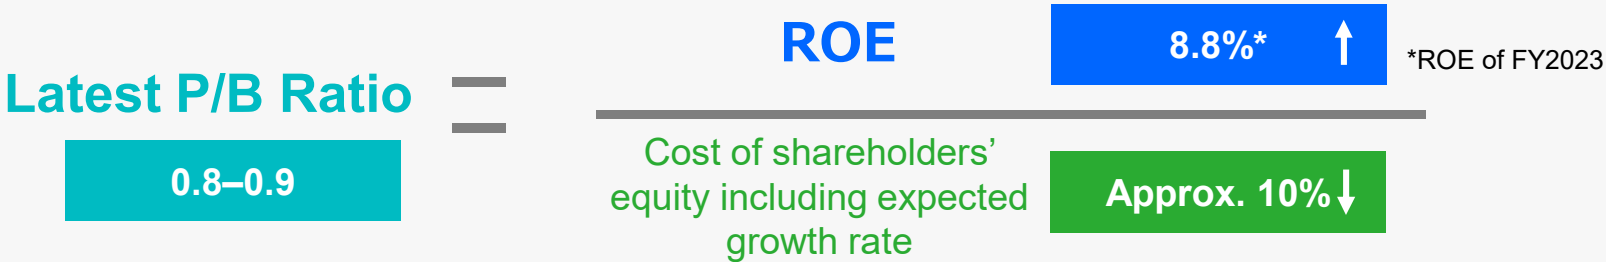 Latest P/B Ratio
0.8–0.9
ROE
8.8%*
*ROE of FY2023
Cost of shareholders’
equity including expected
growth rate
Approx. 10%